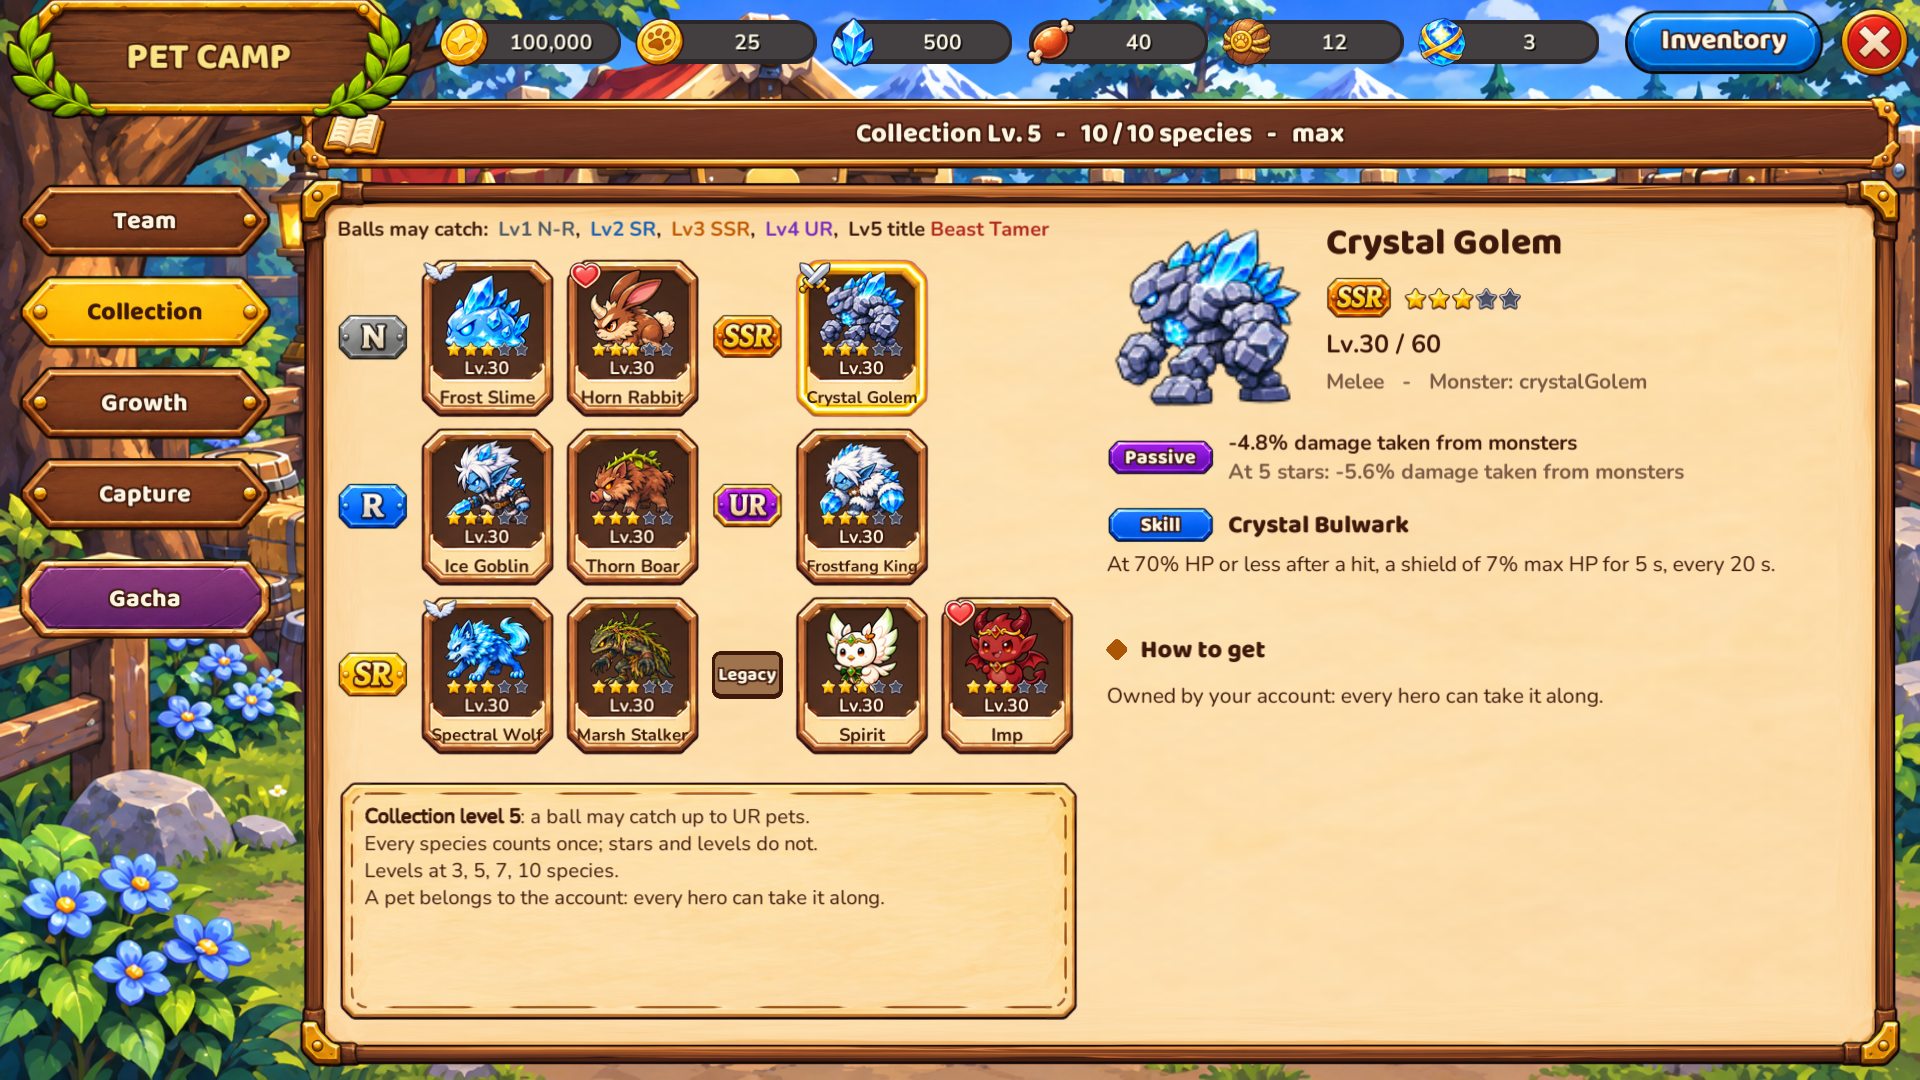 PET CAMP
100,000
25
500
40
12
3
Inventory
Collection Lv. 5 - 10/10 species - max
Team
Collection
Growth
Capture
Gacha
Balls may catch: Lv1 N-R, Lv2 SR, Lv3 SSR, Lv4 UR, Lv5 title Beast Tamer
N
Lv.30
Frost Slime
Lv.30
Horn Rabbit
SSR
Lv.30
Crystal Golem
R
Lv.30
Ice Goblin
Lv.30
Thorn Boar
UR
Lv.30
Frostfang King
SR
Lv.30
Spectral Wolf
Lv.30
Marsh Stalker
Legacy
Lv.30
Spirit
Lv.30
Imp
Collection level 5: a ball may catch up to UR pets.
Every species counts once; stars and levels do not.
Levels at 3, 5, 7, 10 species.
A pet belongs to the account: every hero can take it along.
Crystal Golem
SSR
Lv.30 / 60
Melee - Monster: crystalGolem
Passive
-4.8% damage taken from monsters
At 5 stars: -5.6% damage taken from monsters
Skill
Crystal Bulwark
At 70% HP or less after a hit, a shield of 7% max HP for 5 s, every 20 s.
How to get
Owned by your account: every hero can take it along.